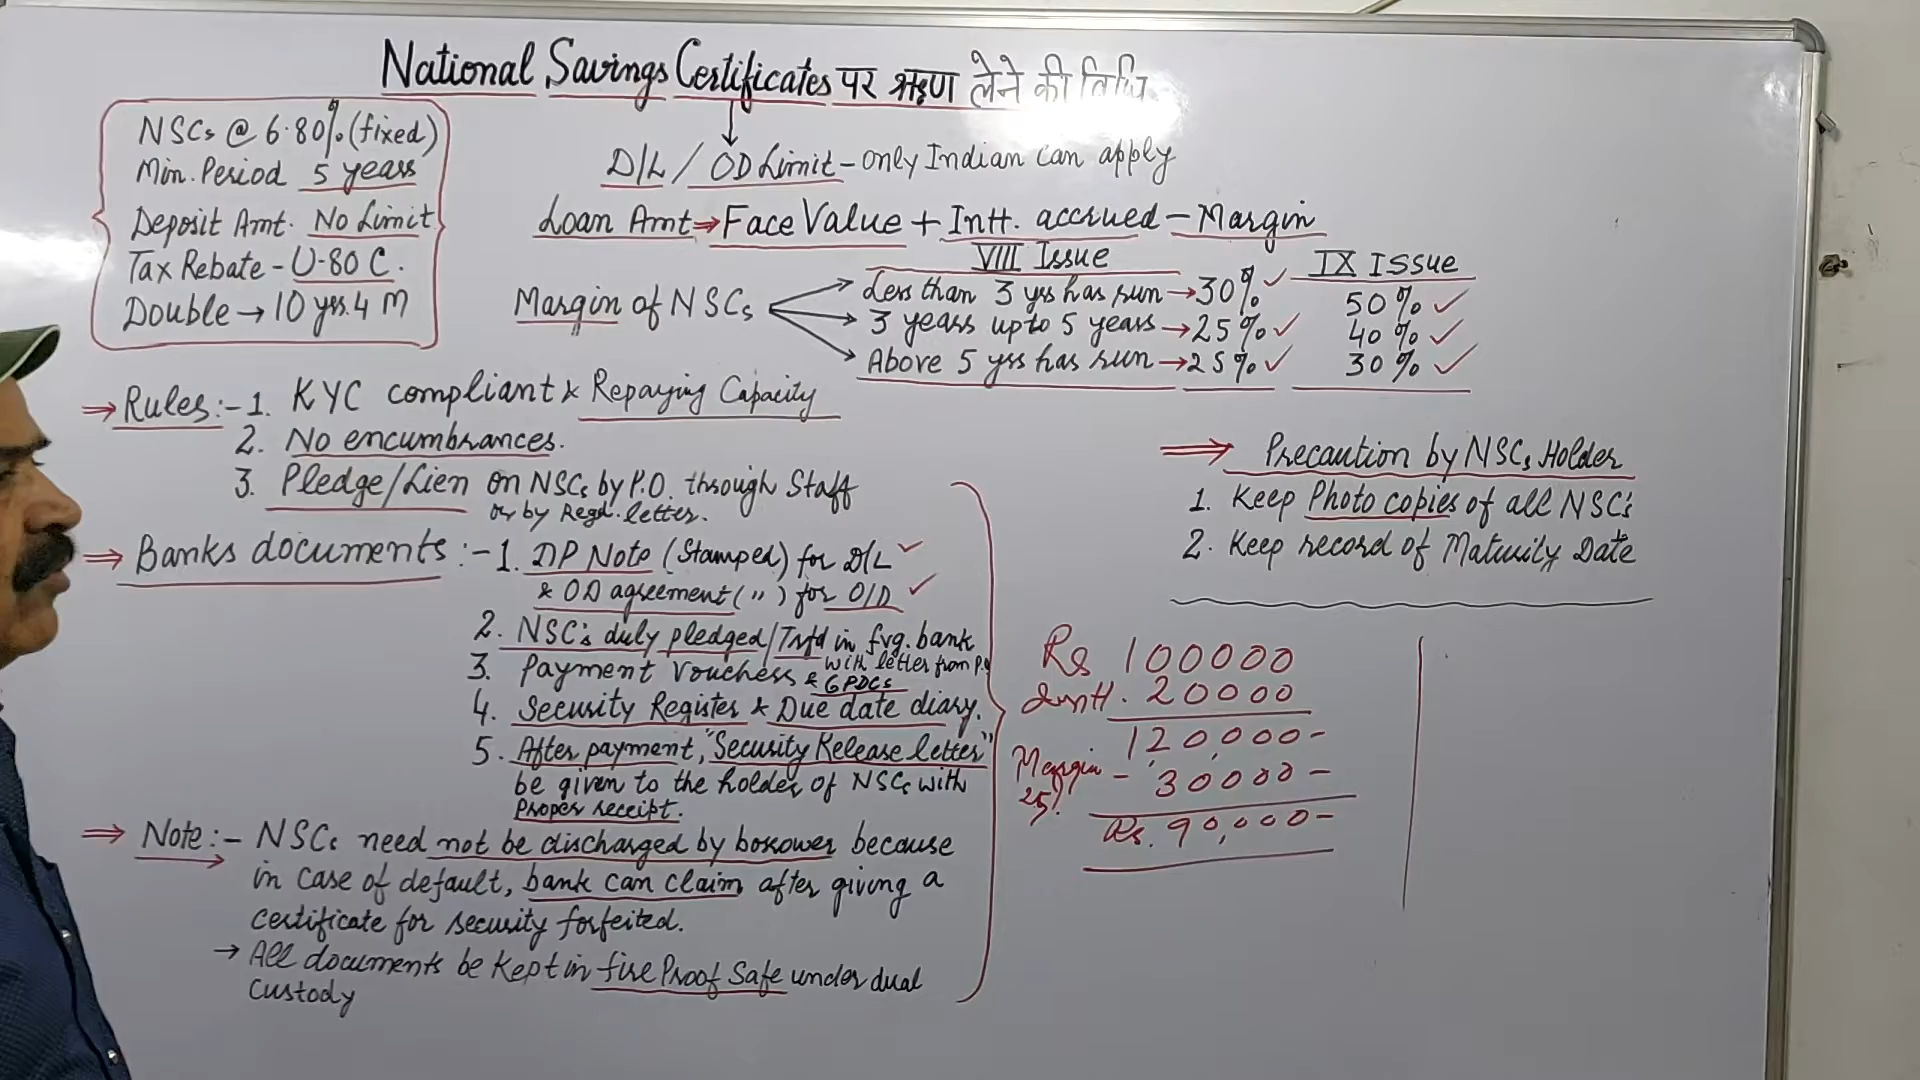 National Savings Certificates पर ऋण लेने की विधि
NSCs @ 6.80% (fixed)
Min. Period 5 years
Deposit Amt. No Limit
Tax Rebate - U-80 C.
Double → 10 yrs. 4 M
D/L / OD Limit - only Indian can apply
Loan Amt ⇒ Face Value + Intt. accrued - Margin
VIII Issue IX Issue
Margin of NSCs
Less than 3 yrs has run → 30% ✓ 50% ✓
3 years upto 5 years → 25% ✓ 40% ✓
Above 5 yrs has run → 25% ✓ 30% ✓
⇒ Rules :- 1. KYC compliant & Repaying Capacity
2. No encumbrances.
3. Pledge/Lien on NSCs by P.O. through Staff
or by Regd. letter.
⇒ Banks documents :- 1. DP Note (Stamped) for D/L ✓
& OD agreement ( " ) for O/D ✓
2. NSC's duly pledged/Trfd in fvg. bank
with letter from P.O
3. Payment Vouchers & 6 PDCs
4. Security Register & Due date diary.
5. After payment, "Security Release letter"
be given to the holder of NSCs with
Proper receipt.
⇒ Note :- NSCs need not be discharged by borrower because
in case of default, bank can claim after giving a
certificate for security forfeited.
→ All documents be kept in fire Proof Safe under dual
custody
⇒ Precaution by NSCs Holder
1. Keep Photo copies of all NSC's
2. Keep record of Maturity Date
Rs 100000
Intt. 20000
120,000-
Margin 25% - 30000-
Rs. 90,000-